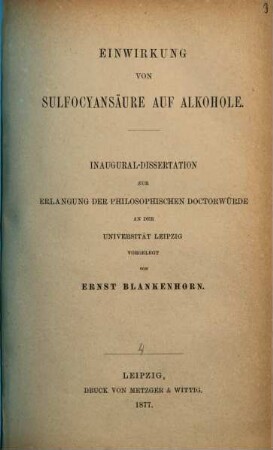 EINWIRKUNG
VON
SULFOCYANSÄURE AUF ALKOHOLE.
INAUGURAL-DISSERTATION
ZUR
ERLANGUNG DER PHILOSOPHISCHEN DOCTORWÜRDE
AN DER
UNIVERSITÄT LEIPZIG
VORGELEGT
VON
ERNST BLANKENHORN.
4
LEIPZIG,
DRUCK VON METZGER & WITTIG.
1877.